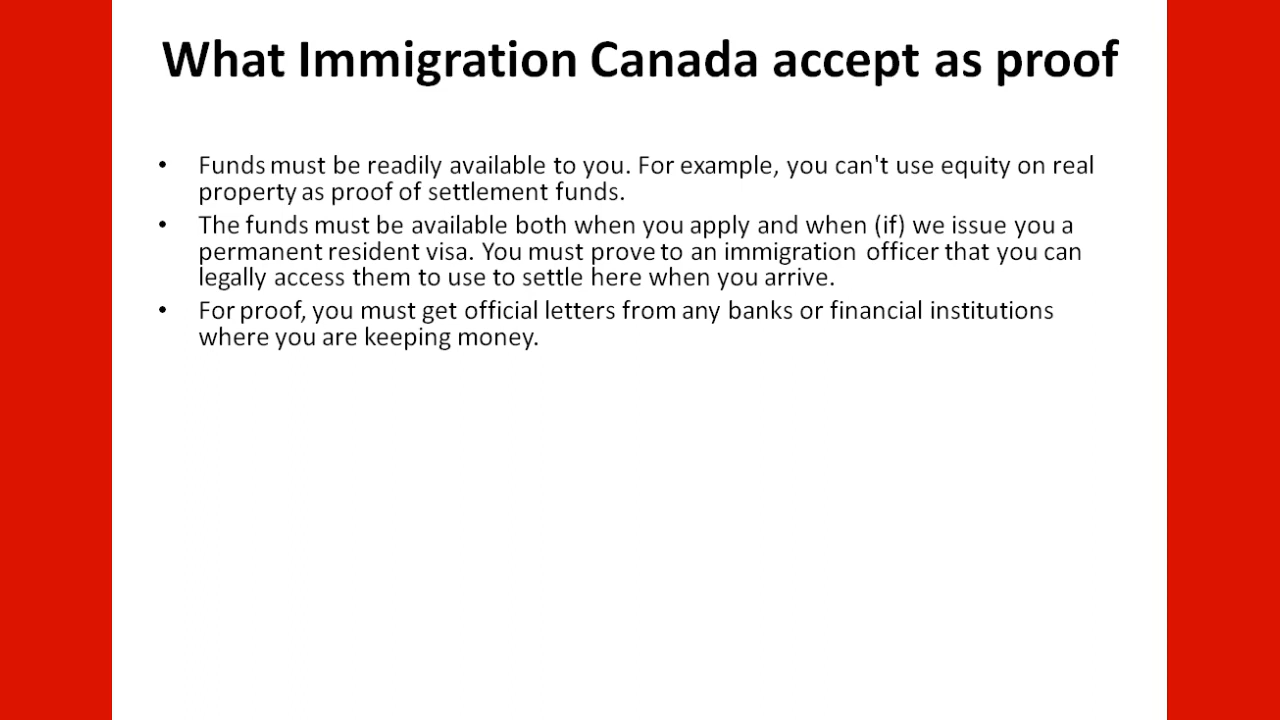 What Immigration Canada accept as proof
• Funds must be readily available to you. For example, you can't use equity on real
property as proof of settlement funds.
• The funds must be available both when you apply and when (if) we issue you a
permanent resident visa. You must prove to an immigration officer that you can
legally access them to use to settle here when you arrive.
• For proof, you must get official letters from any banks or financial institutions
where you are keeping money.